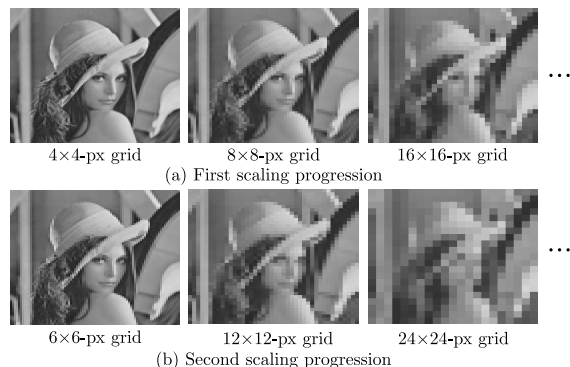 4×4-px grid 8×8-px grid 16×16-px grid ...
(a) First scaling progression
6×6-px grid 12×12-px grid 24×24-px grid ...
(b) Second scaling progression